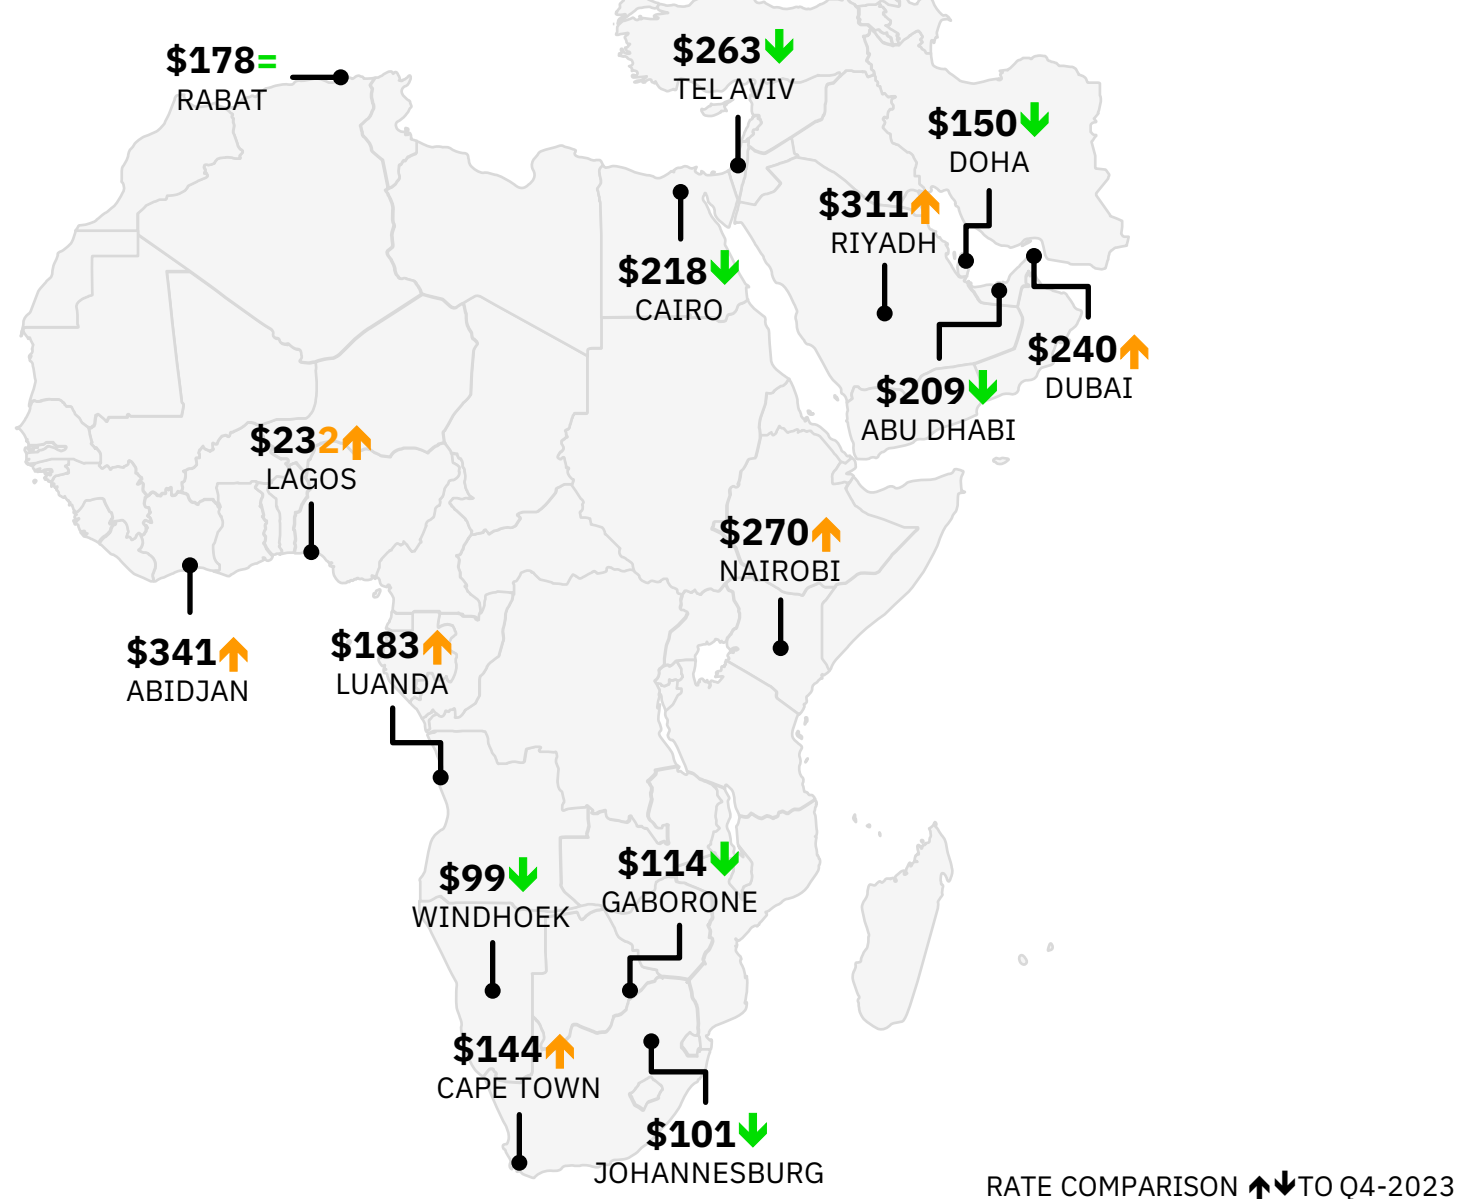 $178=
RABAT
$263↓
TEL AVIV
$150↓
DOHA
$311↑
RIYADH
$218↓
CAIRO
$240↑
DUBAI
$209↓
ABU DHABI
$232↑
LAGOS
$270↑
NAIROBI
$341↑
ABIDJAN
$183↑
LUANDA
$99↓
WINDHOEK
$114↓
GABORONE
$144↑
CAPE TOWN
$101↓
JOHANNESBURG
RATE COMPARISON ↑↓TO Q4-2023